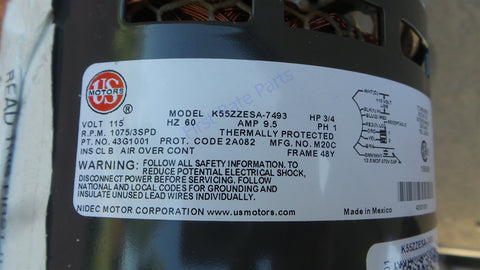 US
MOTORS
MODEL K55ZZESA-7493 HP 3/4
VOLT 115 HZ 60 AMP 9.5 PH 1
R.P.M. 1075/3SPD THERMALLY PROTECTED
PT. NO. 43G1001 PROT. CODE 2A082 MFG. NO. M20C
INS CL B AIR OVER CONT FRAME 48Y
WARNING: FOLLOW ALL SAFETY INFORMATION. TO
REDUCE POTENTIAL ELECTRICAL SHOCK,
DISCONNECT POWER BEFORE SERVICING. FOLLOW
LOCAL AND NATIONAL CODES FOR GROUNDING AND
INSULATE UNUSED LEAD WIRES INDIVIDUALLY.
NIDEC MOTOR CORPORATION www.usmotors.com Made in Mexico
READ
K55ZZESA-7493